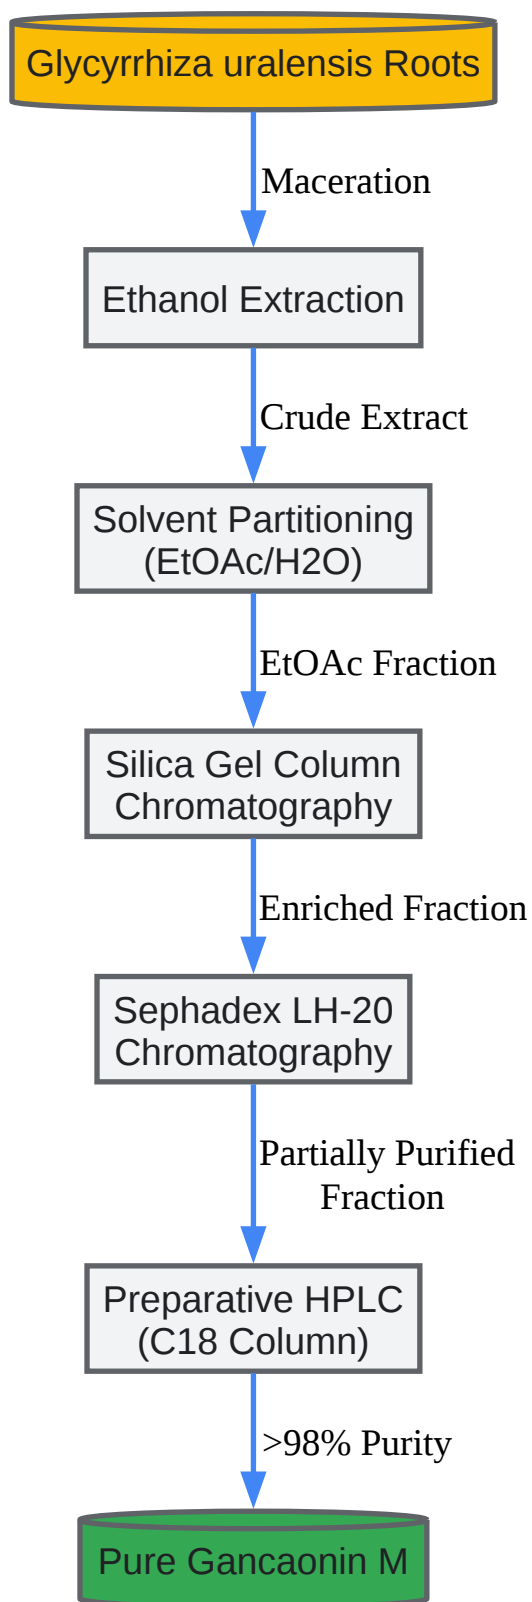 Glycyrrhiza uralensis Roots
Maceration
Ethanol Extraction
Crude Extract
Solvent Partitioning
(EtOAc/H2O)
EtOAc Fraction
Silica Gel Column
Chromatography
Enriched Fraction
Sephadex LH-20
Chromatography
Partially Purified
Fraction
Preparative HPLC
(C18 Column)
>98% Purity
Pure Gancaonin M